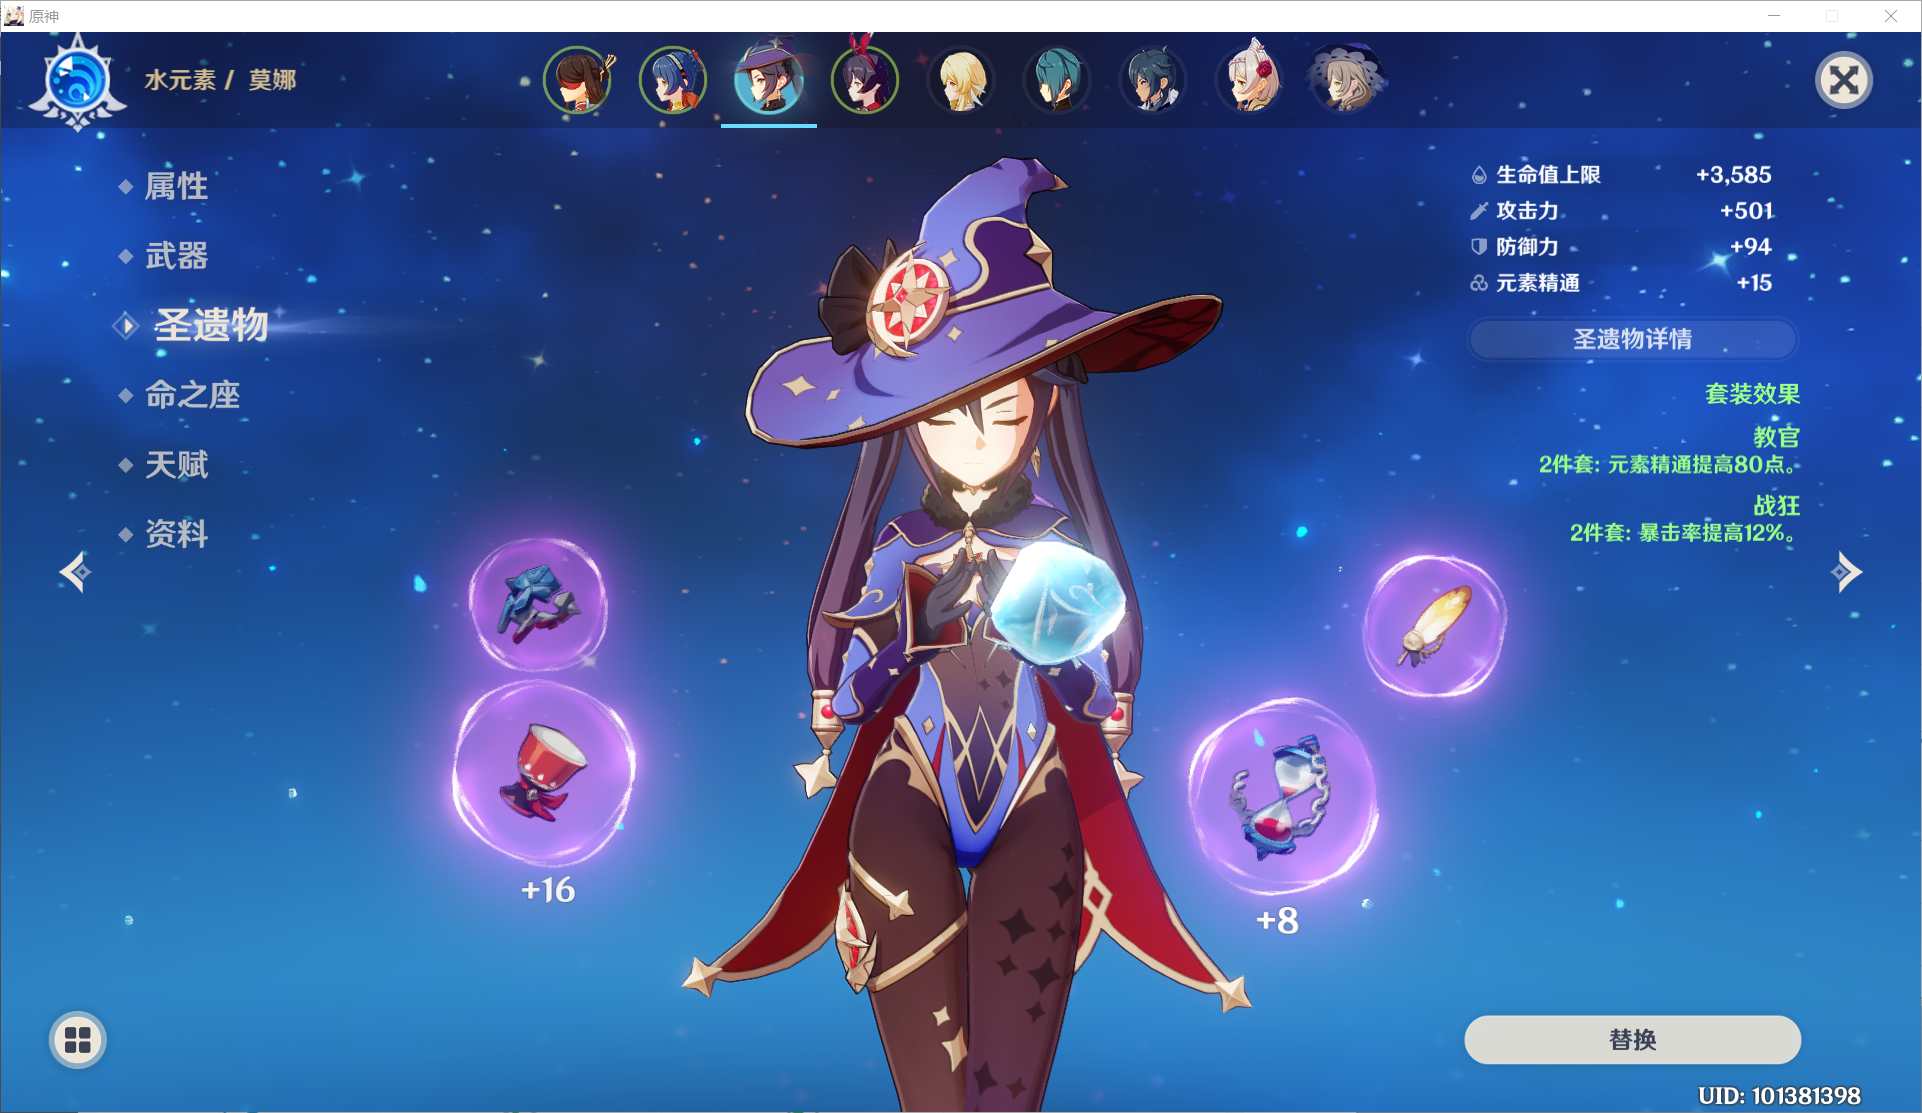 原神
水元素 / 莫娜
属性
武器
圣遗物
命之座
天赋
资料
生命值上限 +3,585
攻击力 +501
防御力 +94
元素精通 +15
圣遗物详情
套装效果
教官
2件套: 元素精通提高80点。
战狂
2件套: 暴击率提高12%。
+16
+8
替换
UID: 101381398